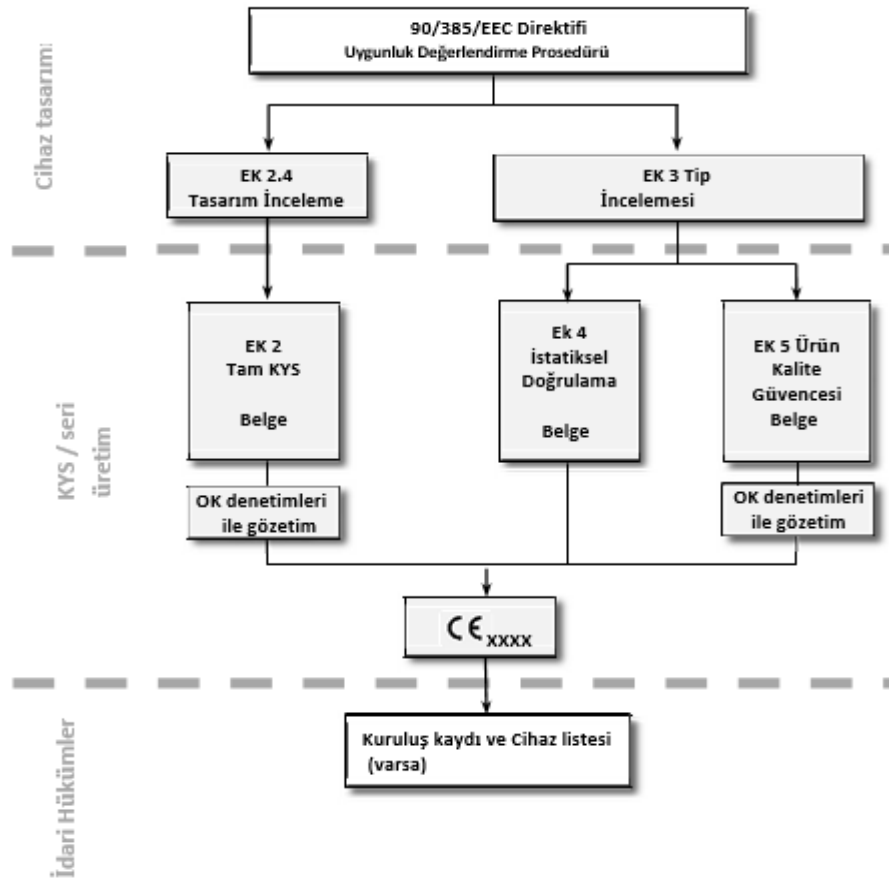 90/385/EEC Direktifi
Uygunluk Değerlendirme Prosedürü
Cihaz tasarım:
EK 2.4
Tasarım İnceleme
EK 3 Tip
İncelemesi
KYS / seri
üretim
EK 2
Tam KYS
Belge
Ek 4
İstatiksel
Doğrulama
Belge
EK 5 Ürün
Kalite
Güvencesi
Belge
OK denetimleri
ile gözetim
OK denetimleri
ile gözetim
CE XXXX
İdari Hükümler
Kuruluş kaydı ve Cihaz listesi
(varsa)